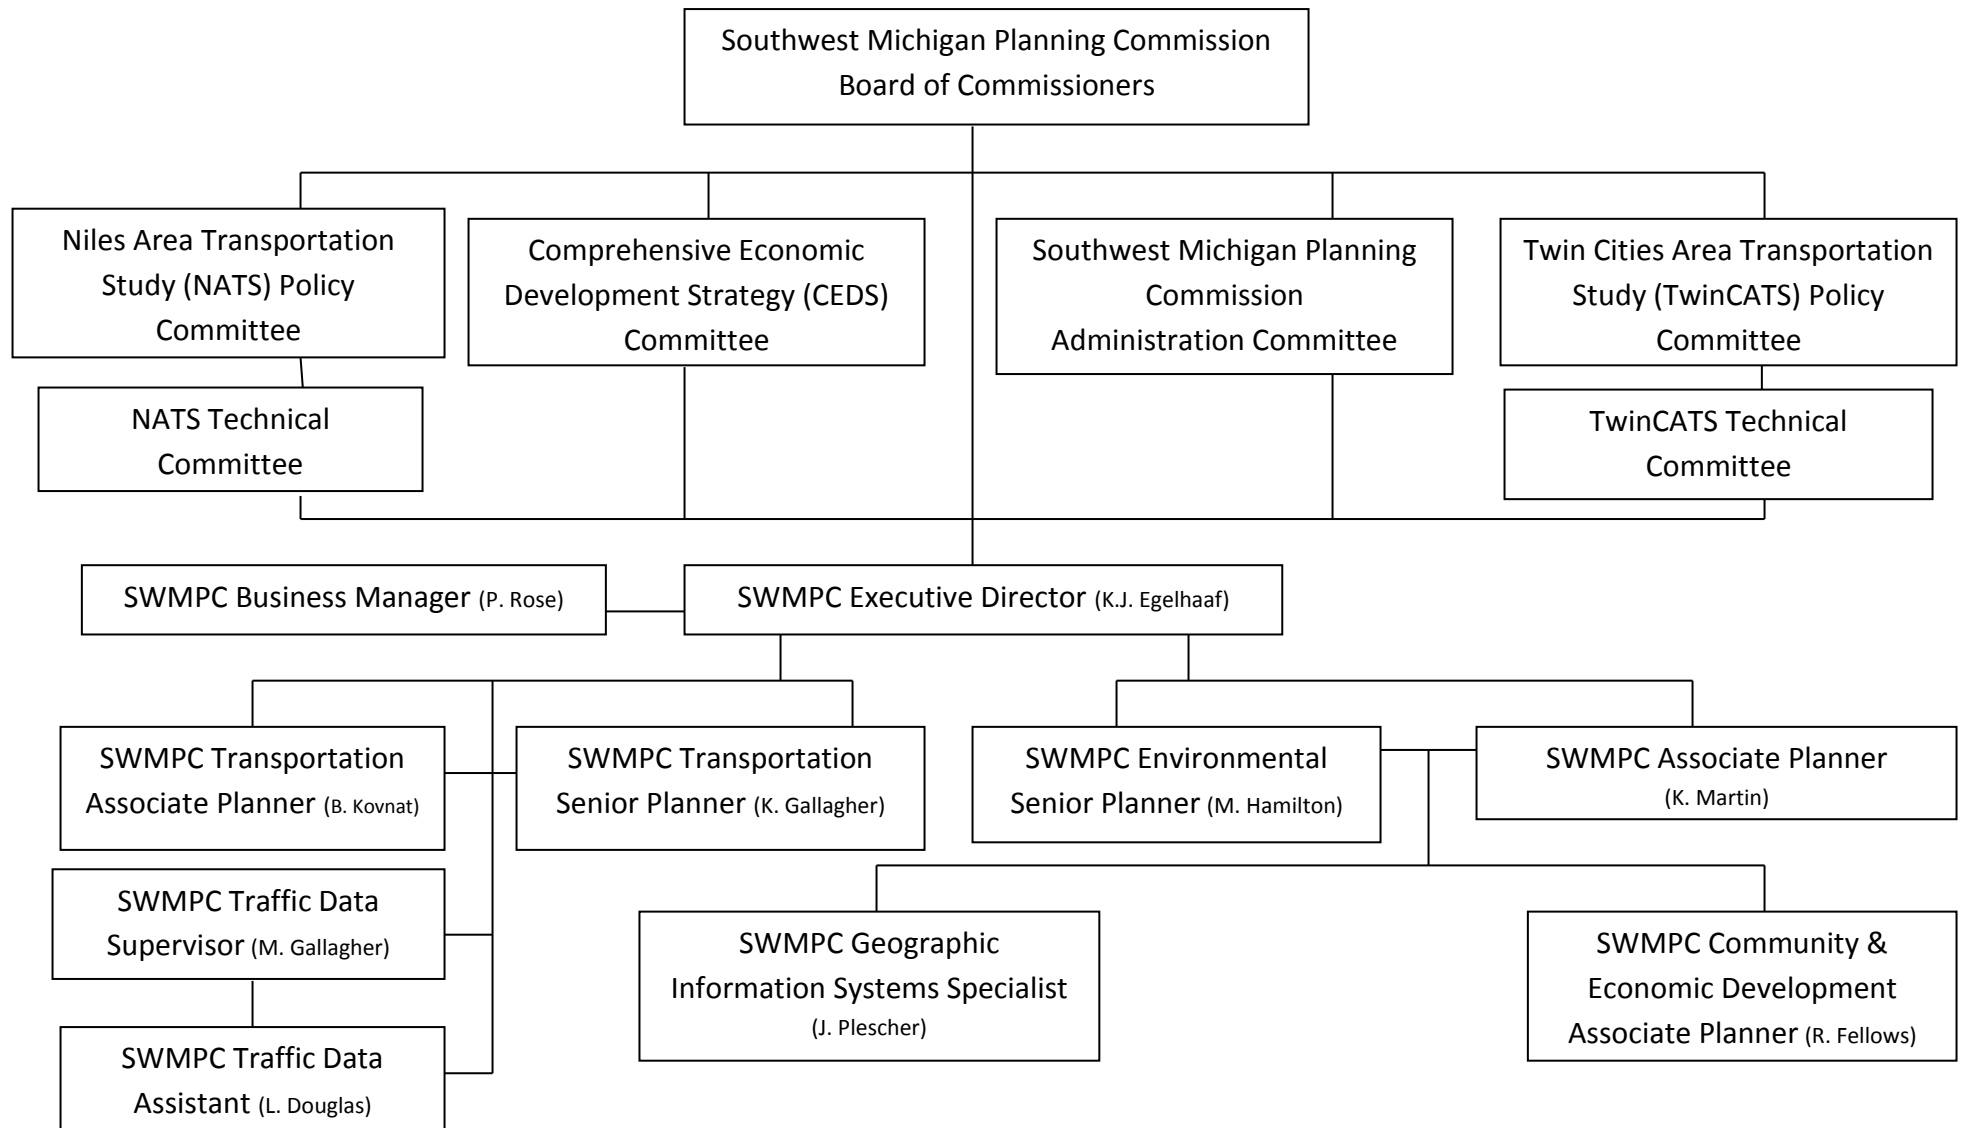 Southwest Michigan Planning Commission
Board of Commissioners
Niles Area Transportation
Study (NATS) Policy
Committee
Comprehensive Economic
Development Strategy (CEDS)
Committee
Southwest Michigan Planning
Commission
Administration Committee
Twin Cities Area Transportation
Study (TwinCATS) Policy
Committee
NATS Technical
Committee
TwinCATS Technical
Committee
SWMPC Business Manager (P. Rose)
SWMPC Executive Director (K.J. Egelhaaf)
SWMPC Transportation
Associate Planner (B. Kovnat)
SWMPC Transportation
Senior Planner (K. Gallagher)
SWMPC Environmental
Senior Planner (M. Hamilton)
SWMPC Associate Planner
(K. Martin)
SWMPC Traffic Data
Supervisor (M. Gallagher)
SWMPC Geographic
Information Systems Specialist
(J. Plescher)
SWMPC Community &
Economic Development
Associate Planner (R. Fellows)
SWMPC Traffic Data
Assistant (L. Douglas)